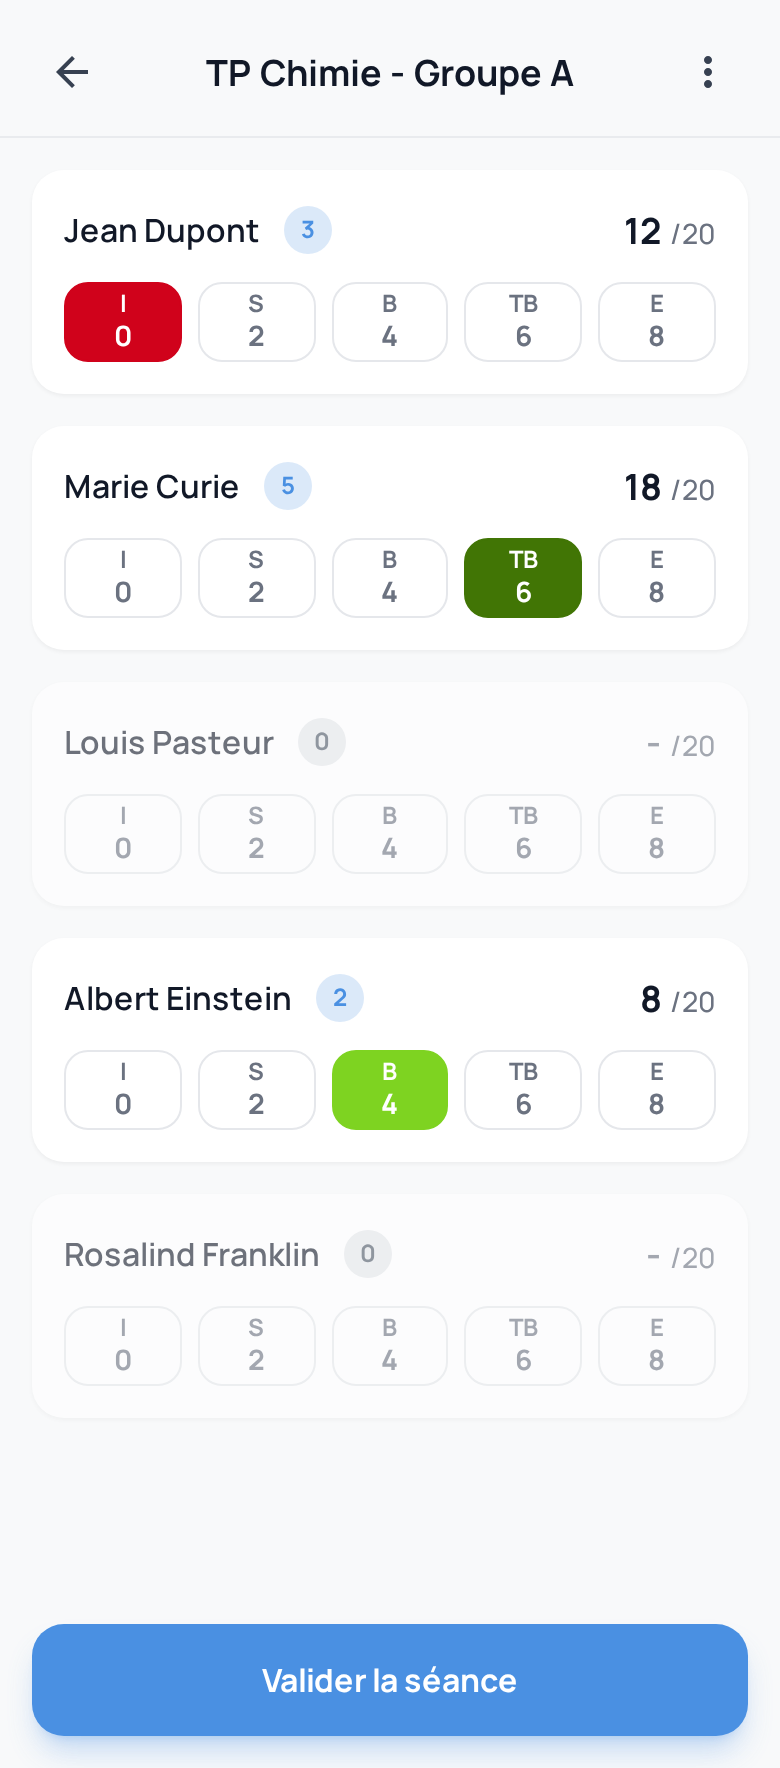 TP Chimie - Groupe A
Jean Dupont 3 12 /20
I S B TB E
0 2 4 6 8
Marie Curie 5 18 /20
I S B TB E
0 2 4 6 8
Louis Pasteur 0 - /20
I S B TB E
0 2 4 6 8
Albert Einstein 2 8 /20
I S B TB E
0 2 4 6 8
Rosalind Franklin 0 - /20
I S B TB E
0 2 4 6 8
Valider la séance